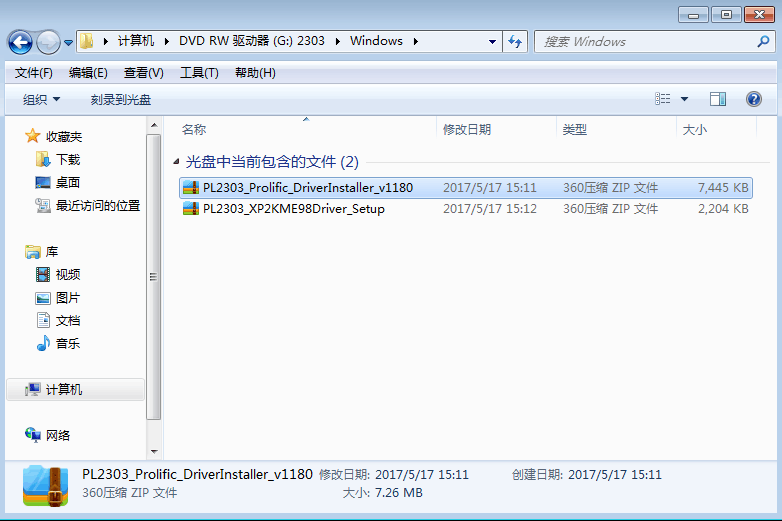 计算机 DVD RW 驱动器 (G:) 2303 Windows 搜索 Windows
文件(F) 编辑(E) 查看(V) 工具(T) 帮助(H)
组织 刻录到光盘
收藏夹
下载
桌面
最近访问的位置
库
视频
图片
文档
音乐
计算机
网络
名称 修改日期 类型 大小
光盘中当前包含的文件 (2)
PL2303_Prolific_DriverInstaller_v1180 2017/5/17 15:11 360压缩 ZIP 文件 7,445 KB
PL2303_XP2KME98Driver_Setup 2017/5/17 15:12 360压缩 ZIP 文件 2,204 KB
PL2303_Prolific_DriverInstaller_v1180 修改日期: 2017/5/17 15:11 创建日期: 2017/5/17 15:11
360压缩 ZIP 文件 大小: 7.26 MB